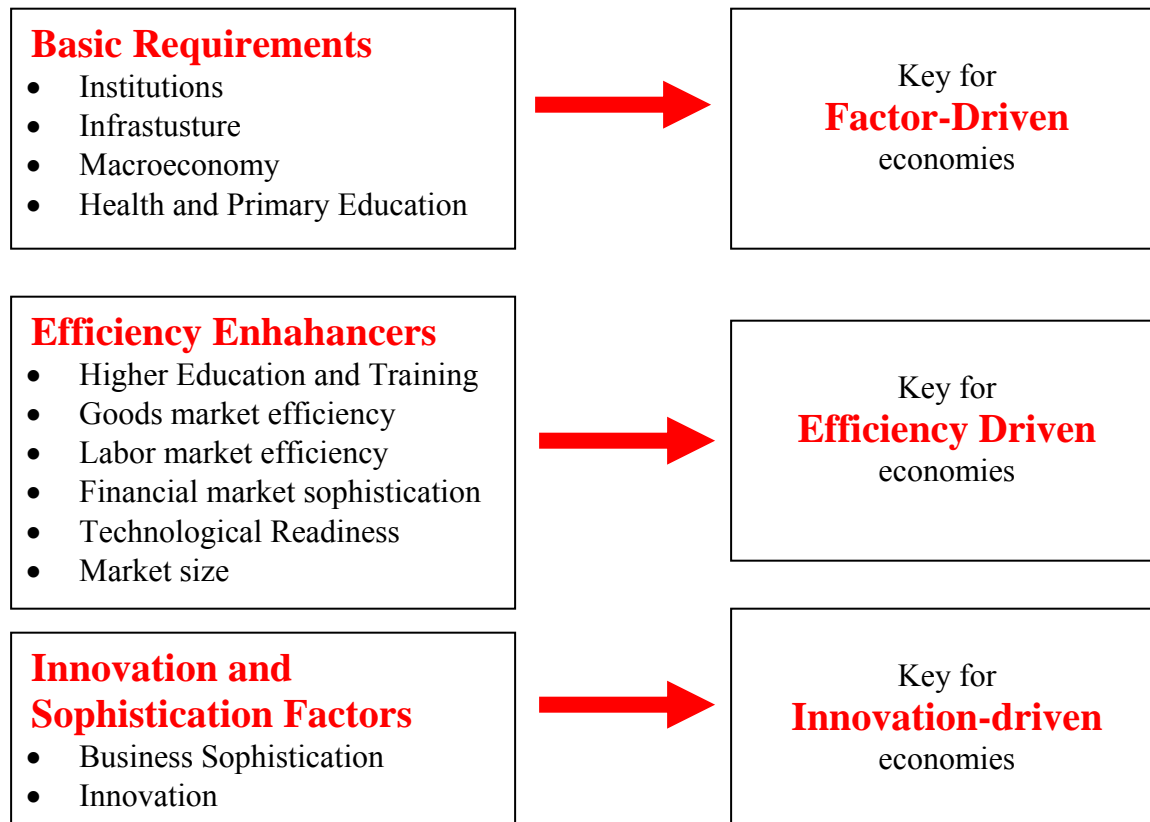 Basic Requirements
• Institutions
• Infrastusture
• Macroeconomy
• Health and Primary Education
Key for
Factor-Driven
economies
Efficiency Enhahancers
• Higher Education and Training
• Goods market efficiency
• Labor market efficiency
• Financial market sophistication
• Technological Readiness
• Market size
Key for
Efficiency Driven
economies
Innovation and
Sophistication Factors
• Business Sophistication
• Innovation
Key for
Innovation-driven
economies